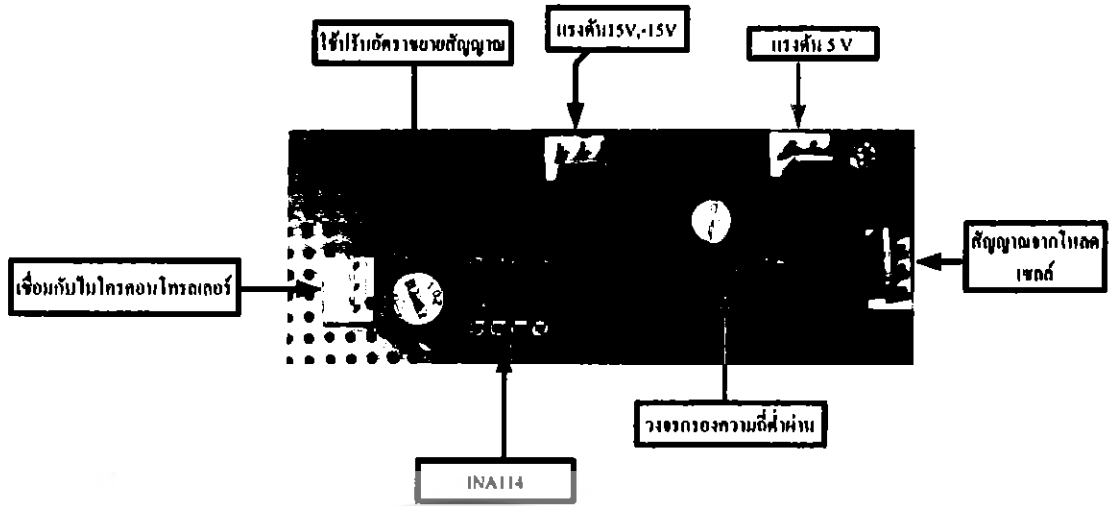 ใช้ปรับอัตราขยายสัญญาณ
แรงดัน15V,-15V
แรงดัน 5 V
สัญญาณจากโหลด
เซลล์
เชื่อมกับไมโครคอนโทรลเลอร์
102
วงจรกรองความถี่ต่ำผ่าน
INA114